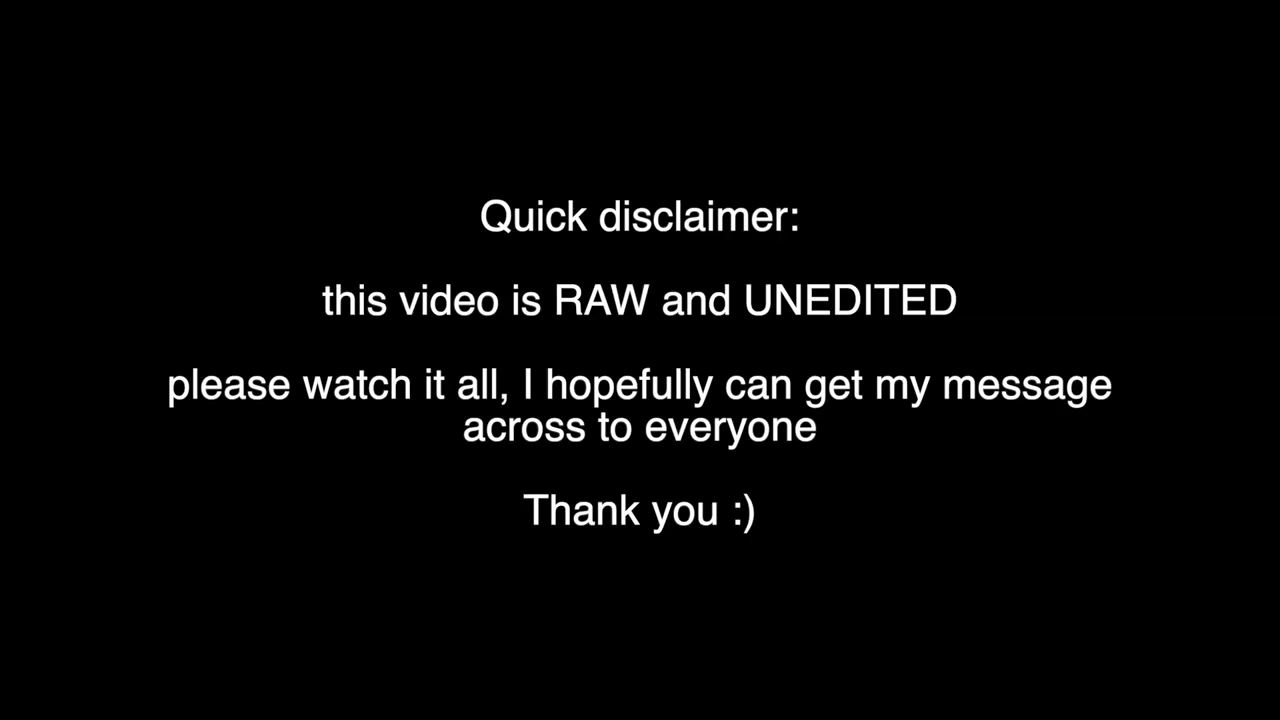 Quick disclaimer:
this video is RAW and UNEDITED
please watch it all, I hopefully can get my message
across to everyone
Thank you :)